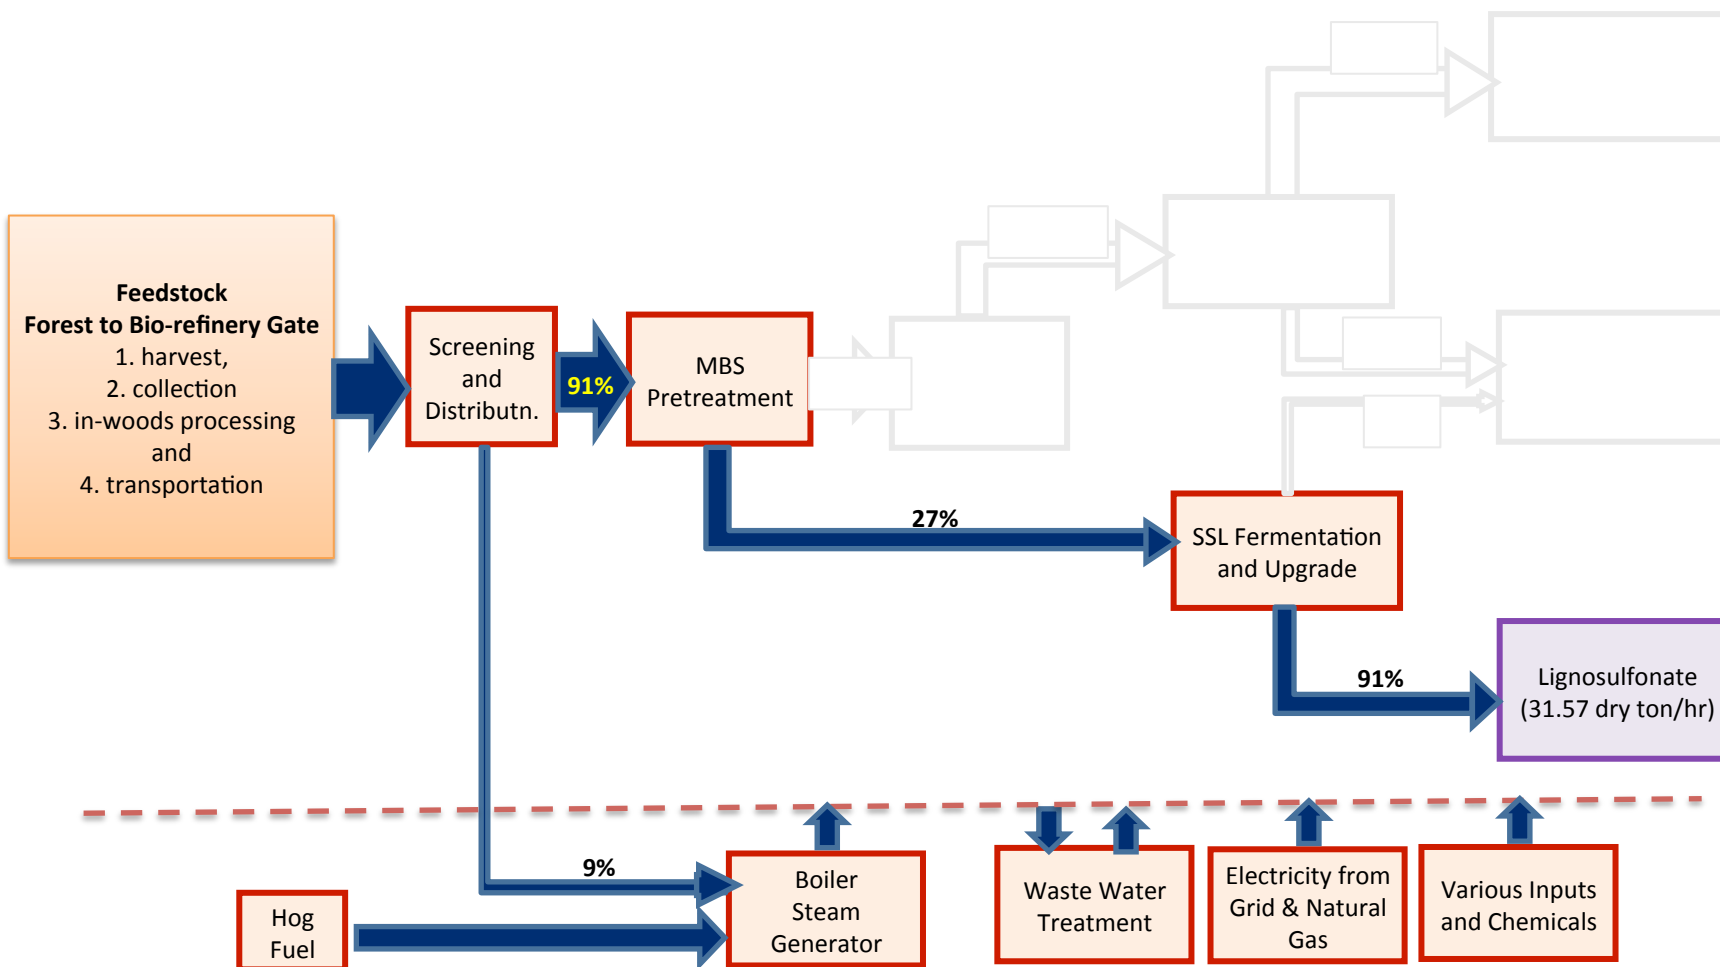 Feedstock
Forest to Bio-refinery Gate
1. harvest,
2. collection
3. in-woods processing
and
4. transportation
Screening
and
Distributn.
91%
MBS
Pretreatment
27%
SSL Fermentation
and Upgrade
91%
Lignosulfonate
(31.57 dry ton/hr)
9%
Hog
Fuel
Boiler
Steam
Generator
Waste Water
Treatment
Electricity from
Grid & Natural
Gas
Various Inputs
and Chemicals